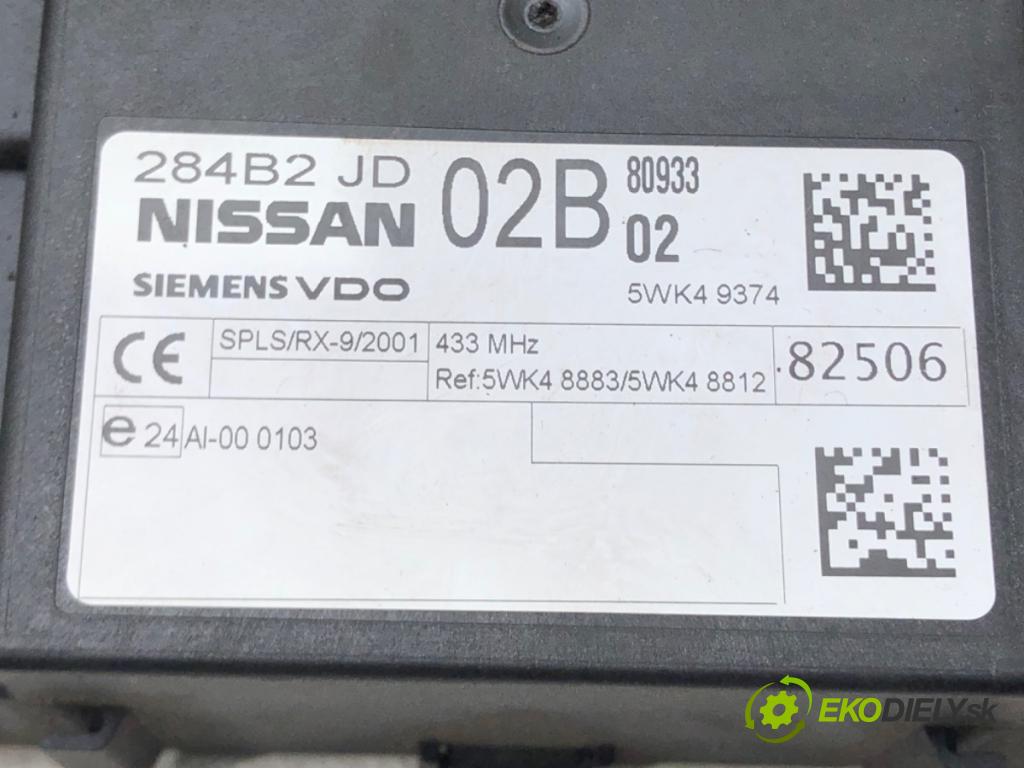 284B2 JD 02B 80933
NISSAN 02
SIEMENS VDO 5WK4 9374
CE SPLS/RX-9/2001 433 MHz .82506
Ref:5WK4 8883/5WK4 8812
e 24 AI-00 0103
EKODIELY.sk